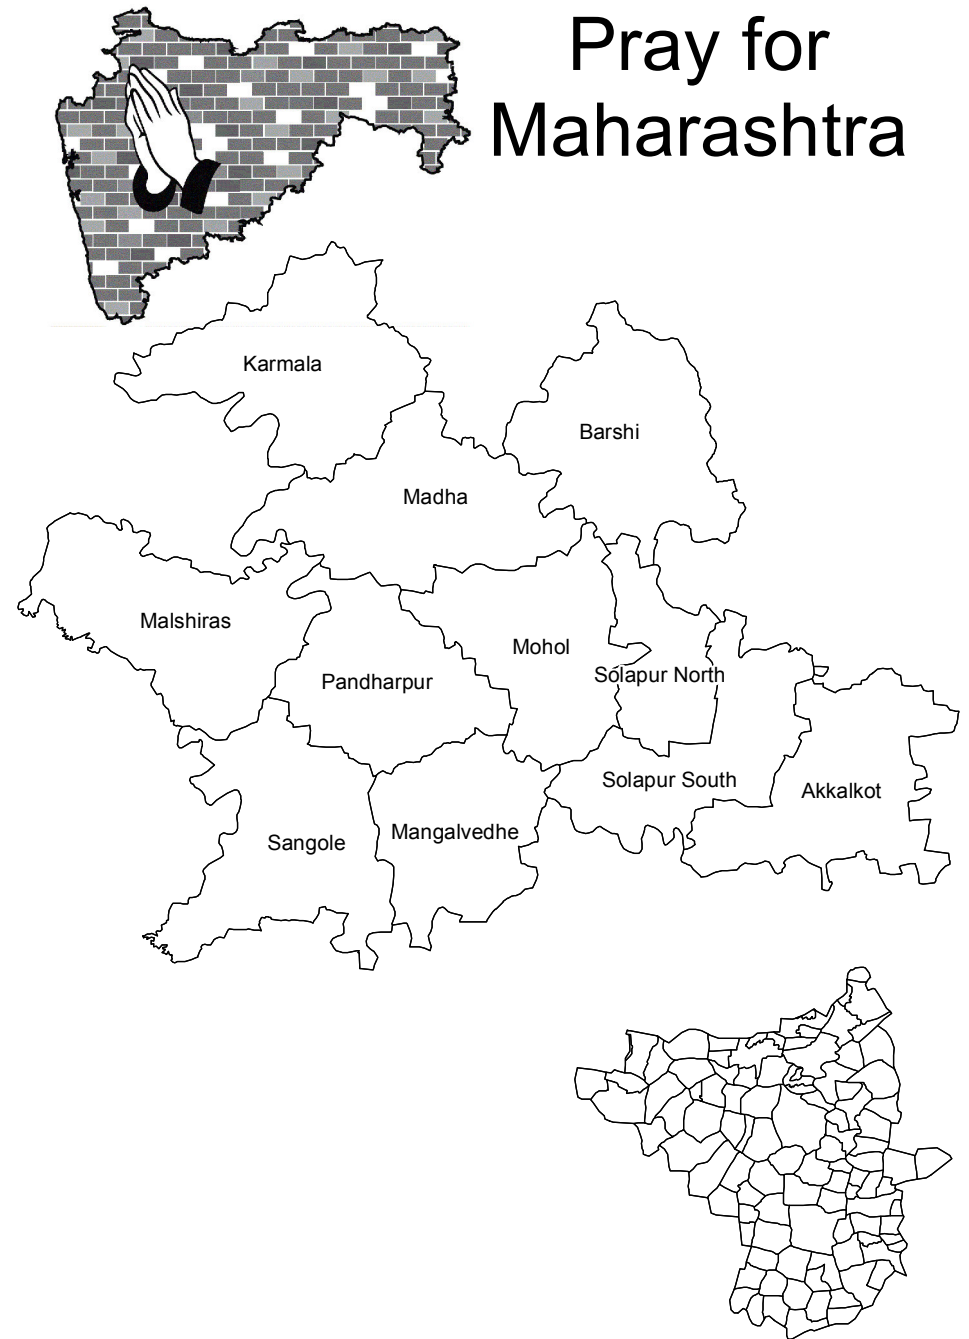 Pray for
Maharashtra
Karmala
Barshi
Madha
Malshiras
Mohol
Solapur North
Pandharpur
Solapur South
Akkalkot
Mangalvedhe
Sangole